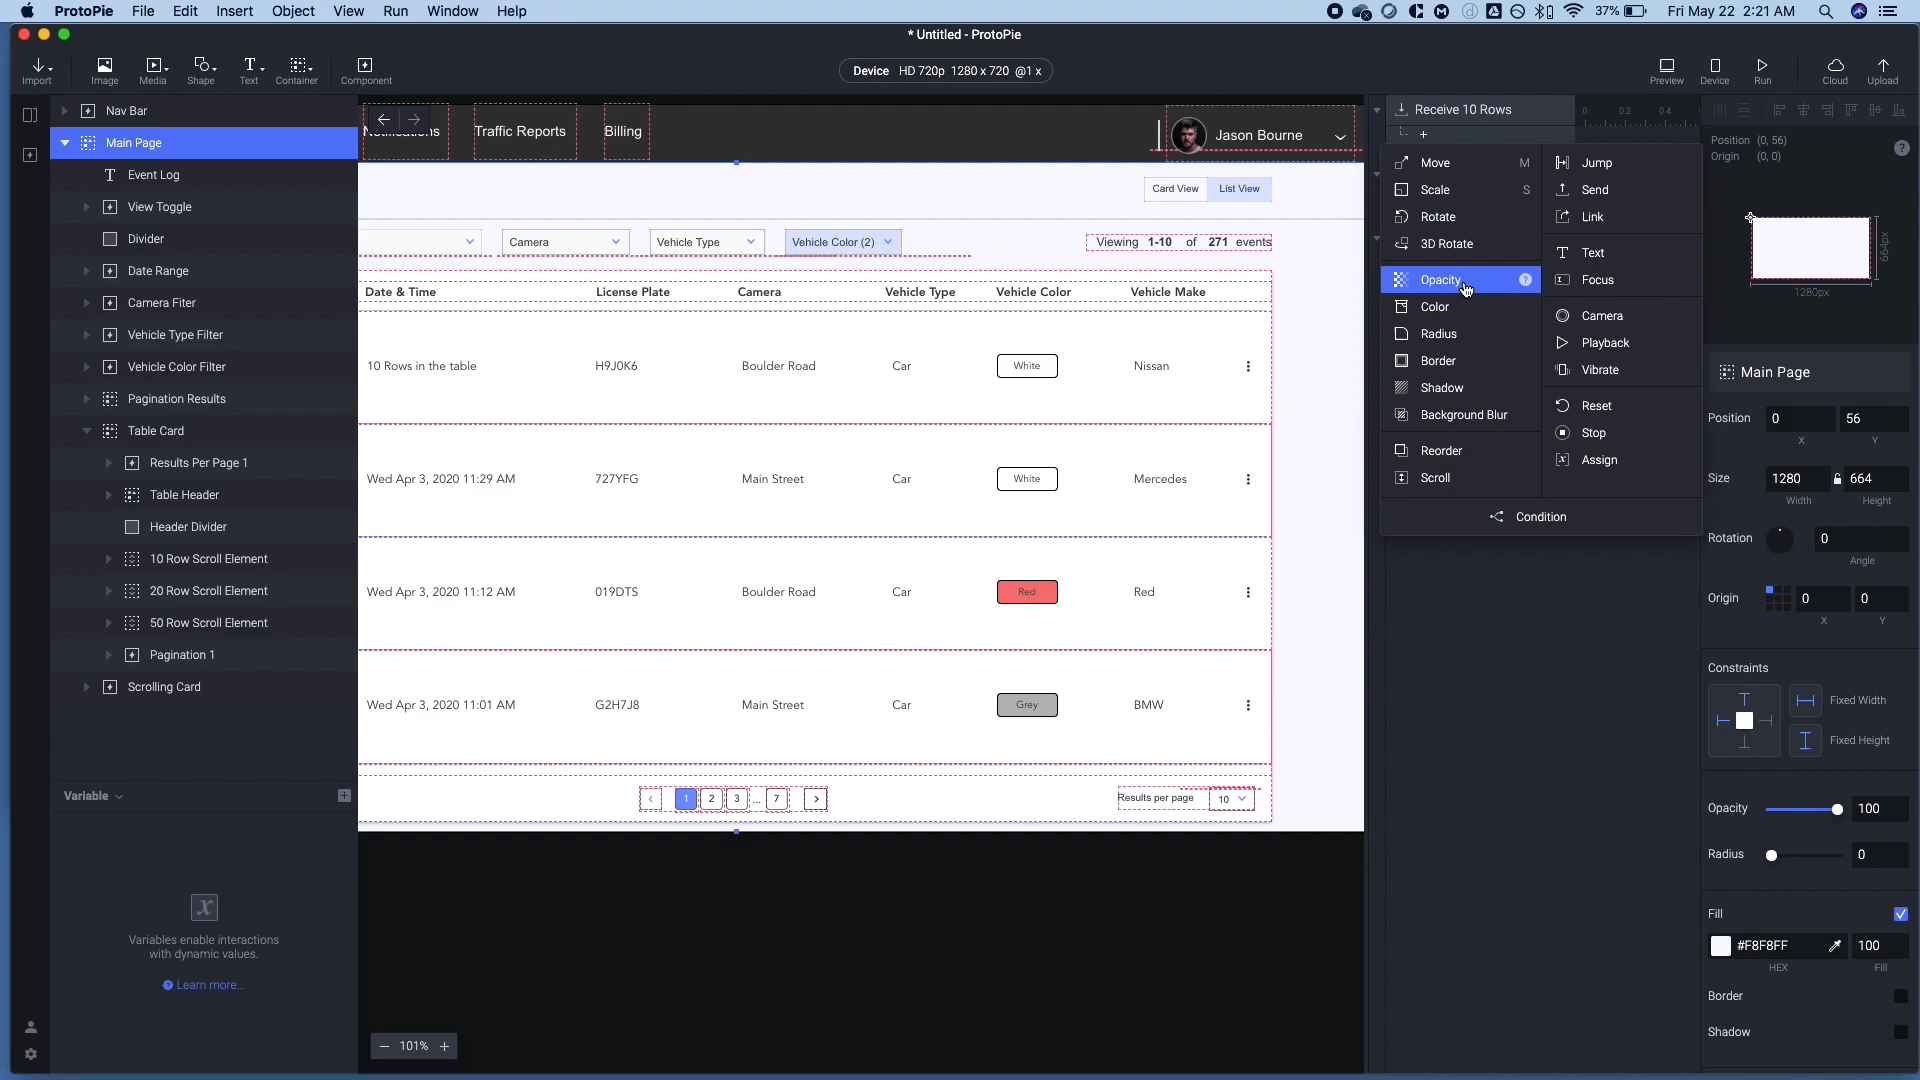 ProtoPie File Edit Insert Object View Run Window Help
37% Fri May 22 2:21 AM
* Untitled - ProtoPie
Import Image Media Shape Text Container Component
Device HD 720p 1280 x 720 @1 x
Preview Device Run Cloud Upload
Nav Bar
Main Page
Event Log
View Toggle
Divider
Date Range
Camera Fiter
Vehicle Type Filter
Vehicle Color Filter
Pagination Results
Table Card
Results Per Page 1
Table Header
Header Divider
10 Row Scroll Element
20 Row Scroll Element
50 Row Scroll Element
Pagination 1
Scrolling Card
Variable
Variables enable interactions
with dynamic values.
? Learn more...
Notifications Traffic Reports Billing
Jason Bourne
Card View List View
Camera Vehicle Type Vehicle Color (2)
Viewing 1-10 of 271 events
Date & Time License Plate Camera Vehicle Type Vehicle Color Vehicle Make
10 Rows in the table H9J0K6 Boulder Road Car White Nissan
Wed Apr 3, 2020 11:29 AM 727YFG Main Street Car White Mercedes
Wed Apr 3, 2020 11:12 AM 019DTS Boulder Road Car Red Red
Wed Apr 3, 2020 11:01 AM G2H7J8 Main Street Car Grey BMW
< 1 2 3 ... 7 >
Results per page 10
101%
Receive 10 Rows
0 0.2 0.4
Move M
Scale S
Rotate
3D Rotate
Opacity ?
Color
Radius
Border
Shadow
Background Blur
Reorder
Scroll
Jump
Send
Link
Text
Focus
Camera
Playback
Vibrate
Reset
Stop
Assign
Condition
Position (0, 56)
Origin (0, 0)
?
664px
1280px
Main Page
Position 0 56
X Y
Size 1280 664
Width Height
Rotation 0
Angle
Origin 0 0
X Y
Constraints
Fixed Width
Fixed Height
Opacity 100
Radius 0
Fill
#F8F8FF 100
HEX Fill
Border
Shadow